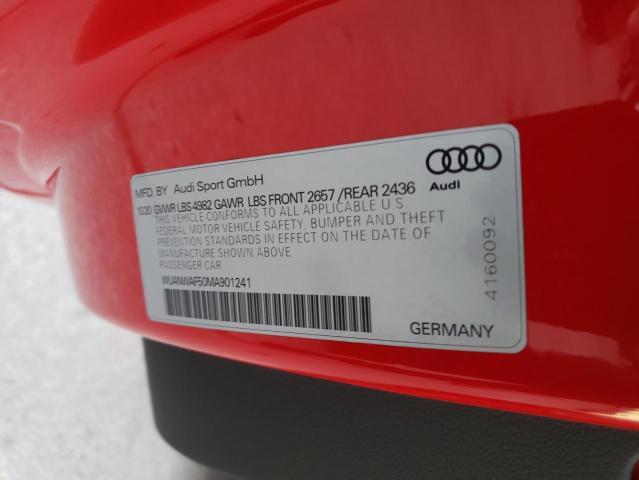 MFD. BY Audi Sport GmbH
10/20 GVWR LBS 4982 GAWR LBS FRONT 2657 /REAR 2436
THIS VEHICLE CONFORMS TO ALL APPLICABLE U.S.
FEDERAL MOTOR VEHICLE SAFETY, BUMPER AND THEFT
PREVENTION STANDARDS IN EFFECT ON THE DATE OF
MANUFACTURE SHOWN ABOVE
PASSENGER CAR
WUANWAF50MA901241
Audi
4160092
GERMANY